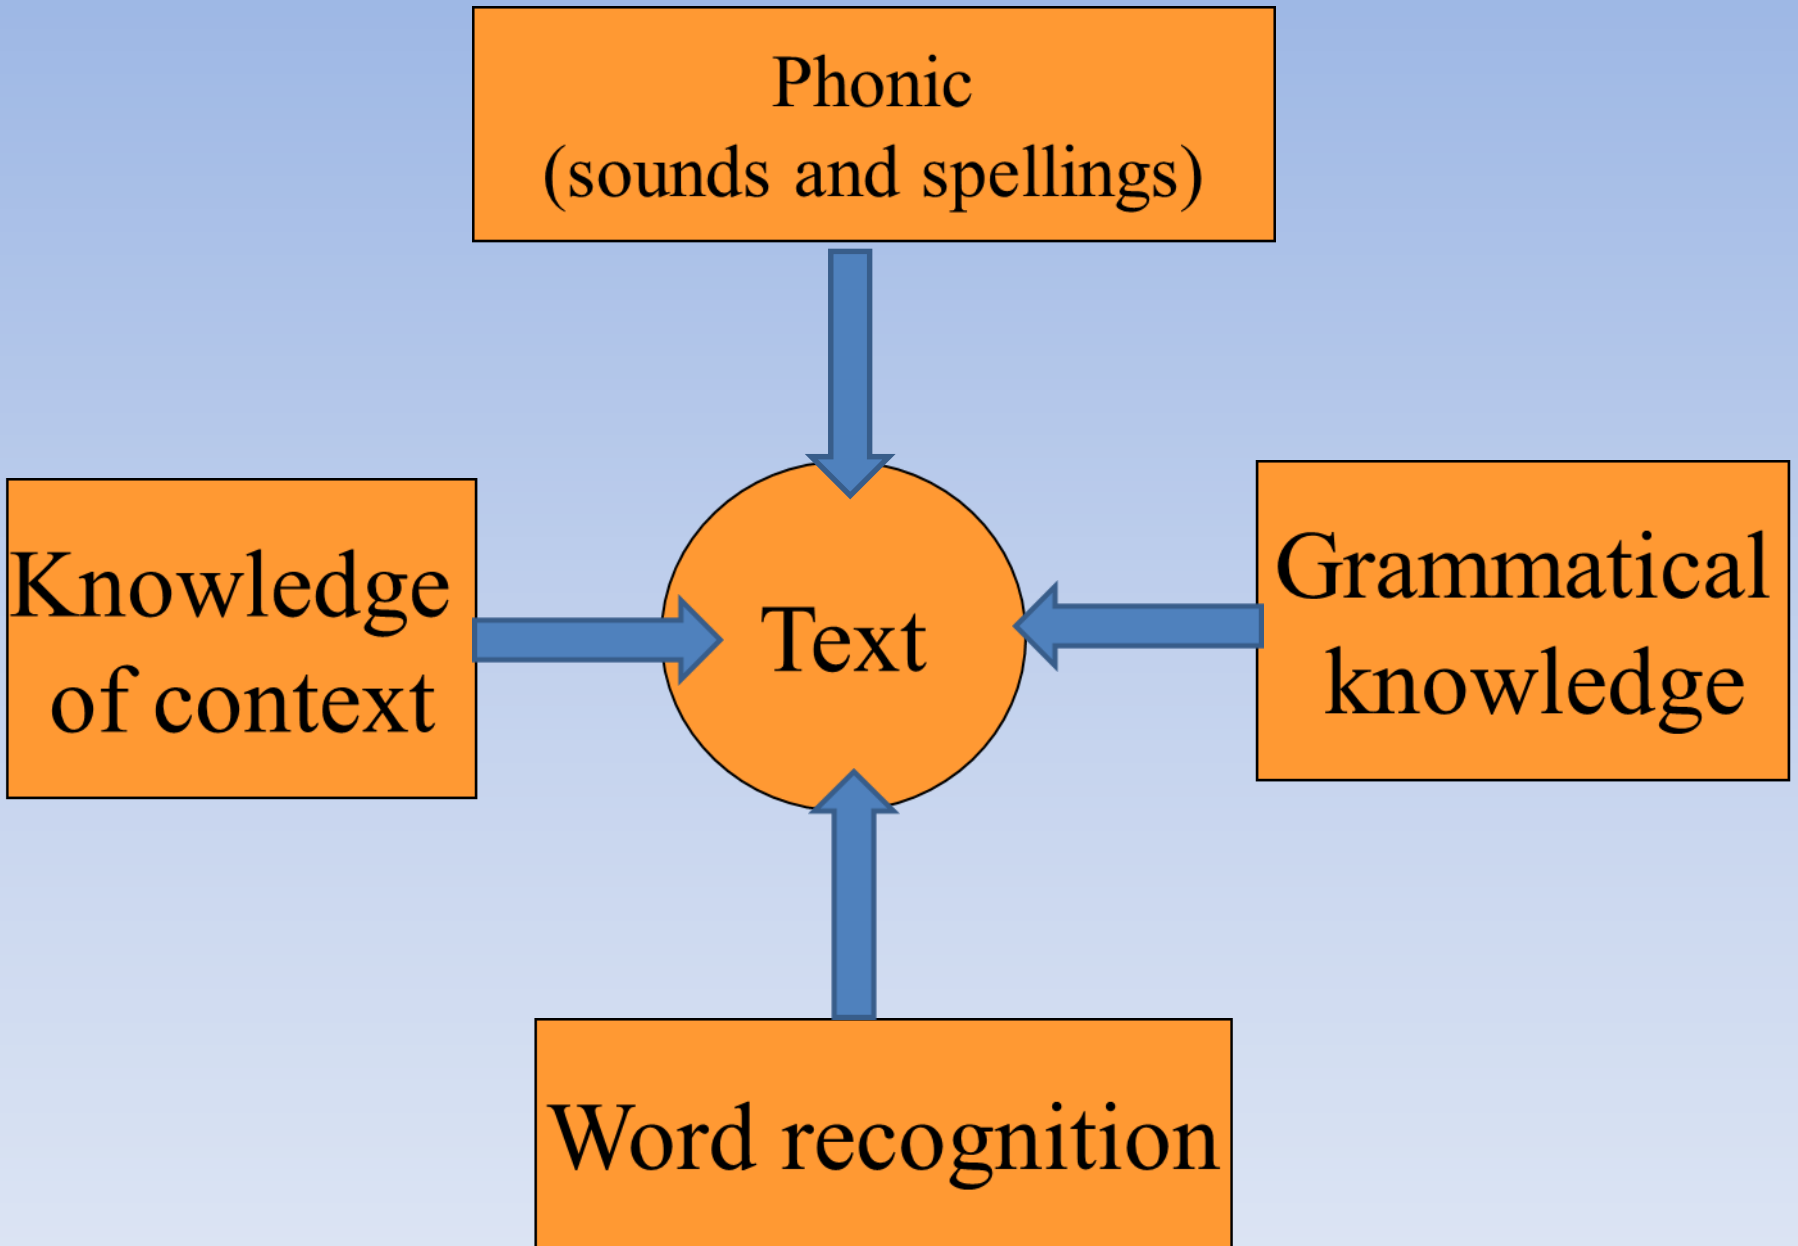 Phonic
(sounds and spellings)
Knowledge
of context
Text
Grammatical
knowledge
Word recognition